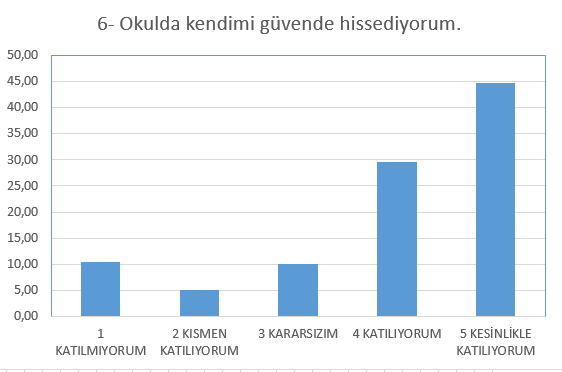 6- Okulda kendimi güvende hissediyorum.
50,00
45,00
40,00
35,00
30,00
25,00
20,00
15,00
10,00
5,00
0,00
1
KATILMIYORUM
2 KISMEN
KATILIYORUM
3 KARARSIZIM
4 KATILIYORUM
5 KESİNLİKLE
KATILIYORUM